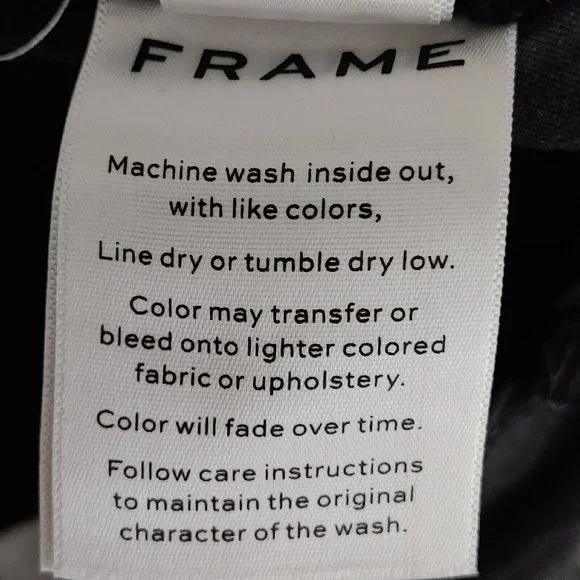 FRAME
Machine wash inside out,
with like colors,
Line dry or tumble dry low.
Color may transfer or
bleed onto lighter colored
fabric or upholstery.
Color will fade over time.
Follow care instructions
to maintain the original
character of the wash.